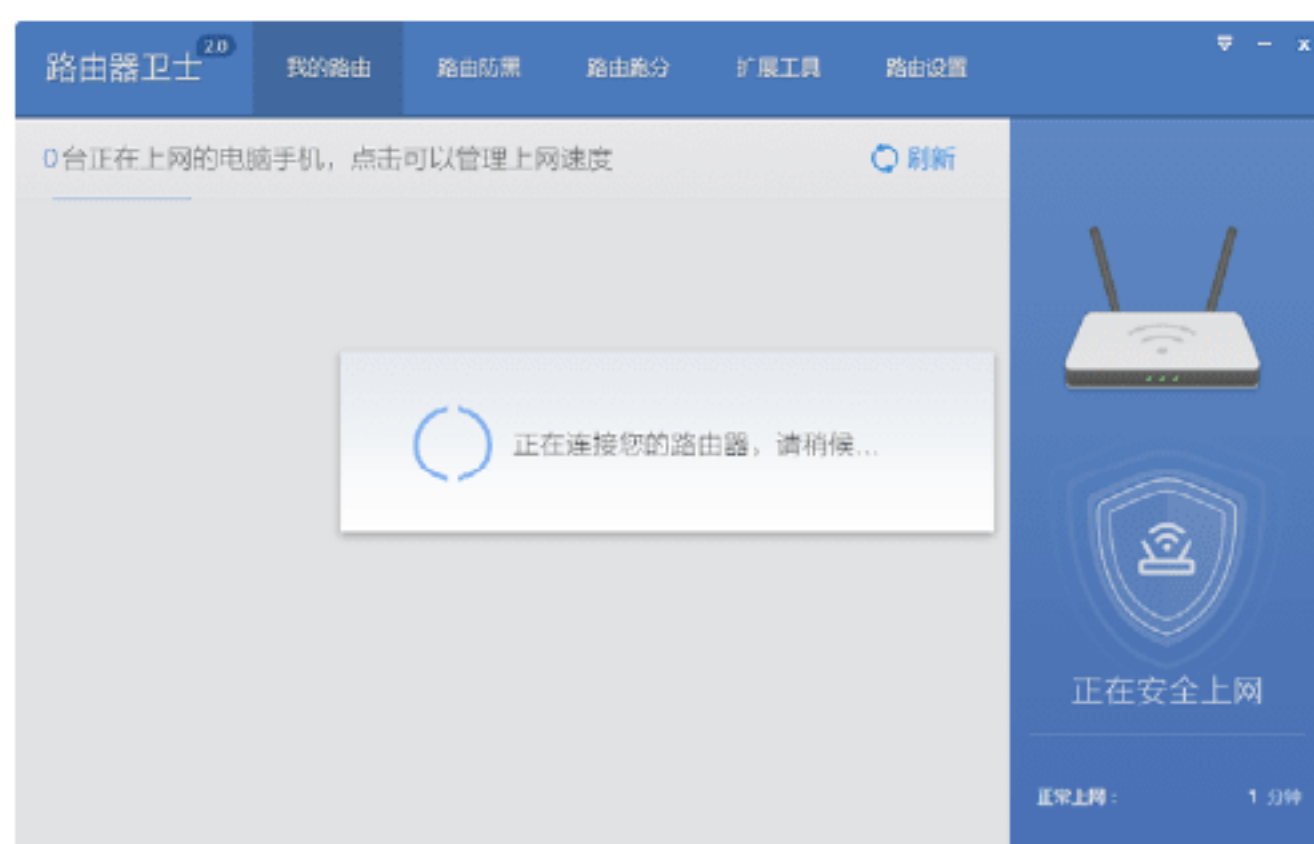 路由器卫士 2.0 我的路由 路由防黑 路由跑分 扩展工具 路由设置
0台正在上网的电脑手机，点击可以管理上网速度 刷新
正在连接您的路由器，请稍候...
正在安全上网
正常上网： 1 分钟